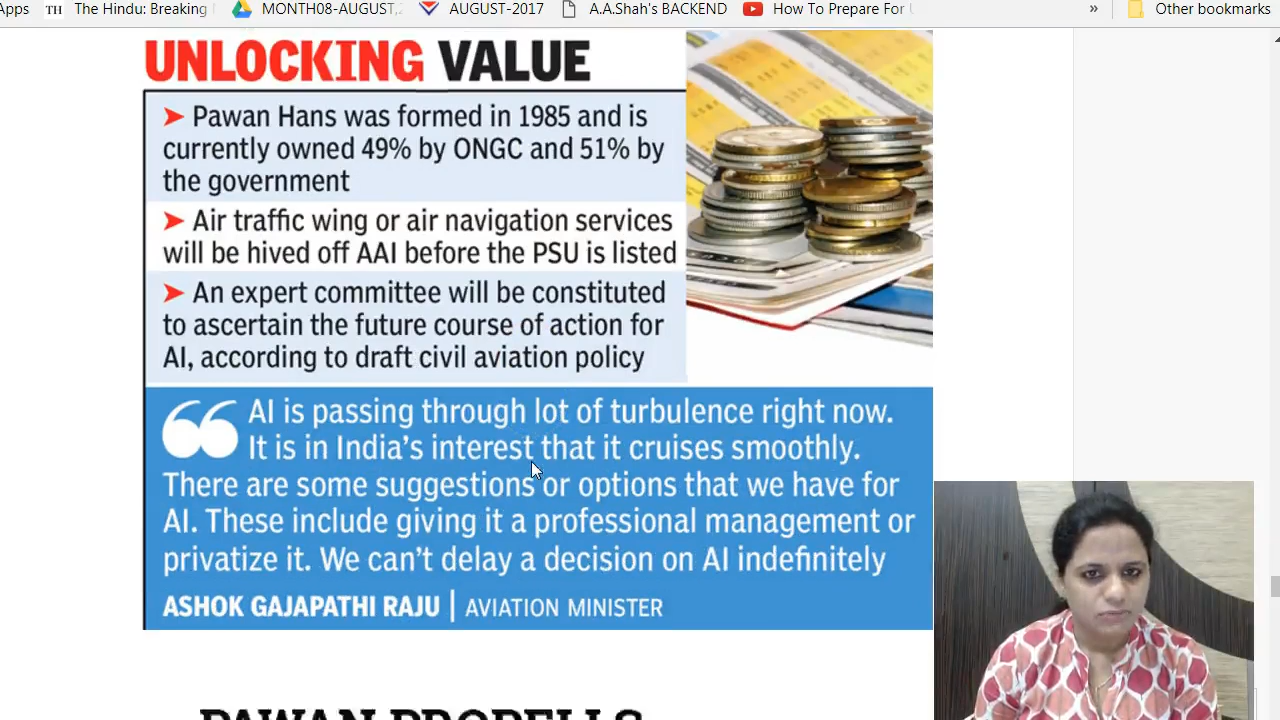 Apps TH The Hindu: Breaking MONTH08-AUGUST, AUGUST-2017 A.A.Shah's BACKEND How To Prepare For » Other bookmarks
UNLOCKING VALUE
➤ Pawan Hans was formed in 1985 and is
currently owned 49% by ONGC and 51% by
the government
➤ Air traffic wing or air navigation services
will be hived off AAI before the PSU is listed
➤ An expert committee will be constituted
to ascertain the future course of action for
AI, according to draft civil aviation policy
“ AI is passing through lot of turbulence right now.
It is in India’s interest that it cruises smoothly.
There are some suggestions or options that we have for
AI. These include giving it a professional management or
privatize it. We can’t delay a decision on AI indefinitely
ASHOK GAJAPATHI RAJU | AVIATION MINISTER
PAWAN PROPELLS